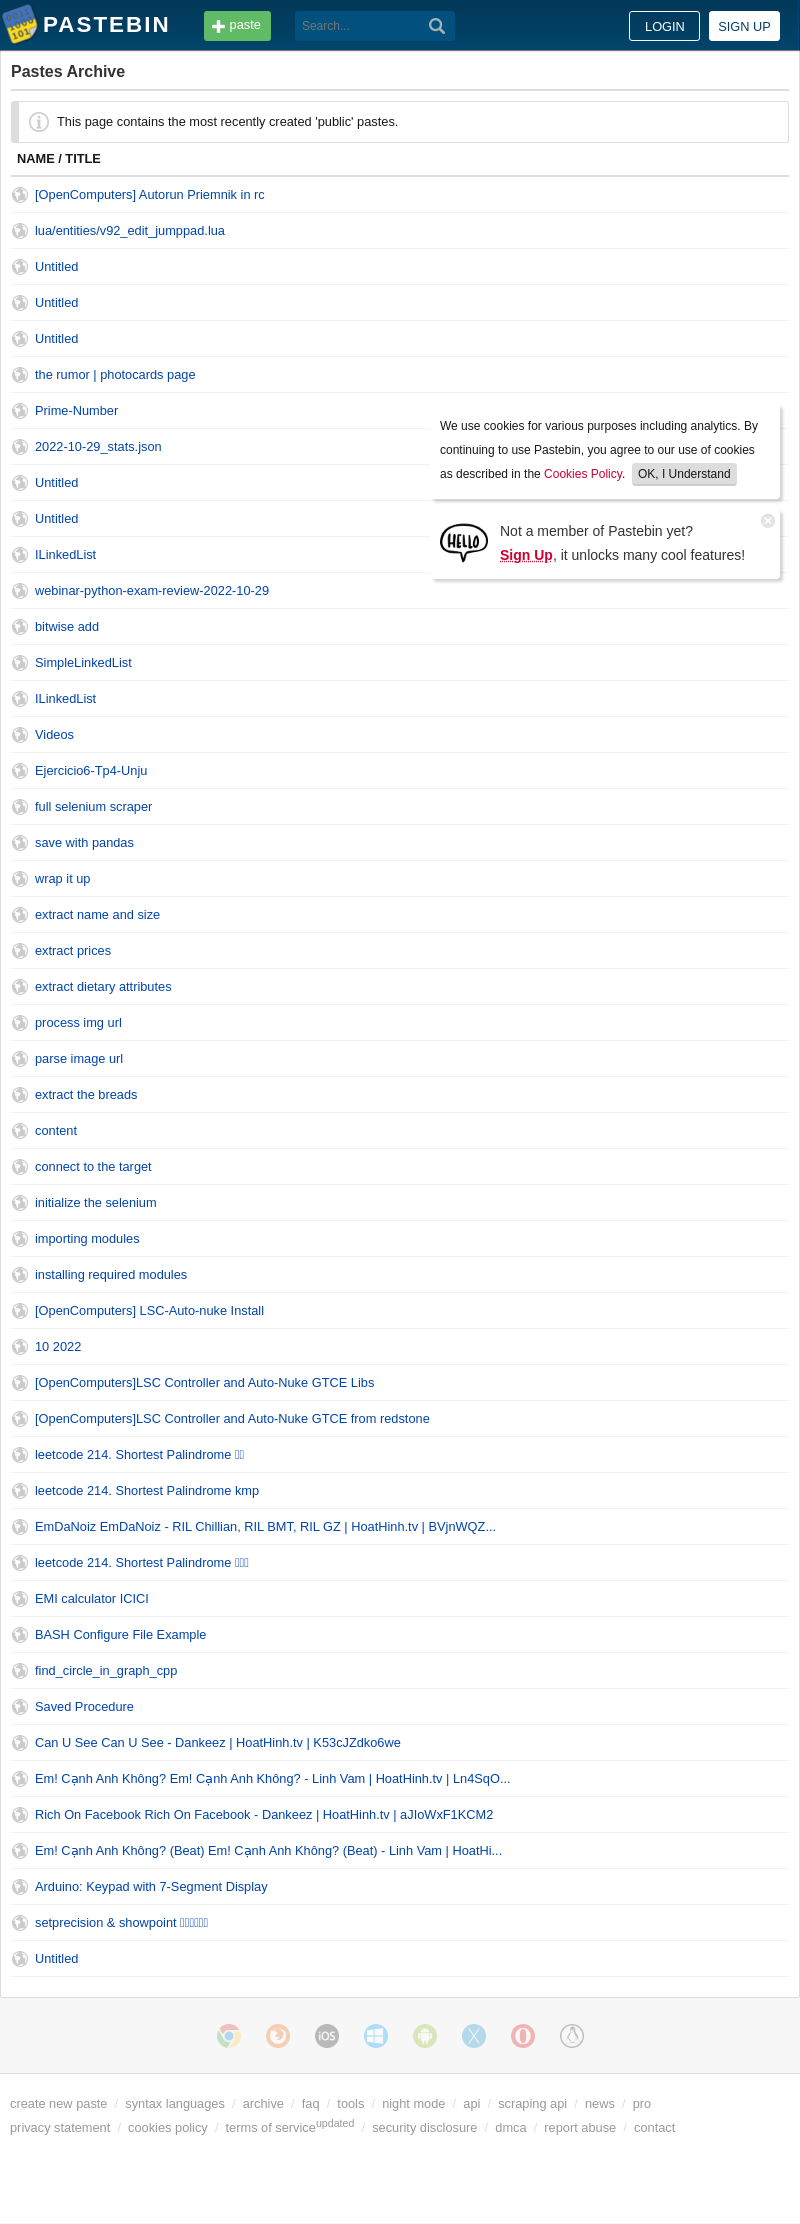 PASTEBIN
paste
Search...
LOGIN
SIGN UP
Pastes Archive
This page contains the most recently created 'public' pastes.
NAME / TITLE
[OpenComputers] Autorun Priemnik in rc
lua/entities/v92_edit_jumppad.lua
Untitled
Untitled
Untitled
the rumor | photocards page
Prime-Number
2022-10-29_stats.json
Untitled
Untitled
ILinkedList
We use cookies for various purposes including analytics. By
continuing to use Pastebin, you agree to our use of cookies
as described in the Cookies Policy. OK, I Understand
HELLO
Not a member of Pastebin yet?
Sign Up, it unlocks many cool features!
webinar-python-exam-review-2022-10-29
bitwise add
SimpleLinkedList
ILinkedList
Videos
Ejercicio6-Tp4-Unju
full selenium scraper
save with pandas
wrap it up
extract name and size
extract prices
extract dietary attributes
process img url
parse image url
extract the breads
content
connect to the target
initialize the selenium
importing modules
installing required modules
[OpenComputers] LSC-Auto-nuke Install
10 2022
[OpenComputers]LSC Controller and Auto-Nuke GTCE Libs
[OpenComputers]LSC Controller and Auto-Nuke GTCE from redstone
leetcode 214. Shortest Palindrome
leetcode 214. Shortest Palindrome kmp
EmDaNoiz EmDaNoiz - RIL Chillian, RIL BMT, RIL GZ | HoatHinh.tv | BVjnWQZ...
leetcode 214. Shortest Palindrome
EMI calculator ICICI
BASH Configure File Example
find_circle_in_graph_cpp
Saved Procedure
Can U See Can U See - Dankeez | HoatHinh.tv | K53cJZdko6we
Em! Cạnh Anh Không? Em! Cạnh Anh Không? - Linh Vam | HoatHinh.tv | Ln4SqO...
Rich On Facebook Rich On Facebook - Dankeez | HoatHinh.tv | aJIoWxF1KCM2
Em! Cạnh Anh Không? (Beat) Em! Cạnh Anh Không? (Beat) - Linh Vam | HoatHi...
Arduino: Keypad with 7-Segment Display
setprecision & showpoint
Untitled
iOS
create new paste / syntax languages / archive / faq / tools / night mode / api / scraping api / news / pro
privacy statement / cookies policy / terms of service updated / security disclosure / dmca / report abuse / contact